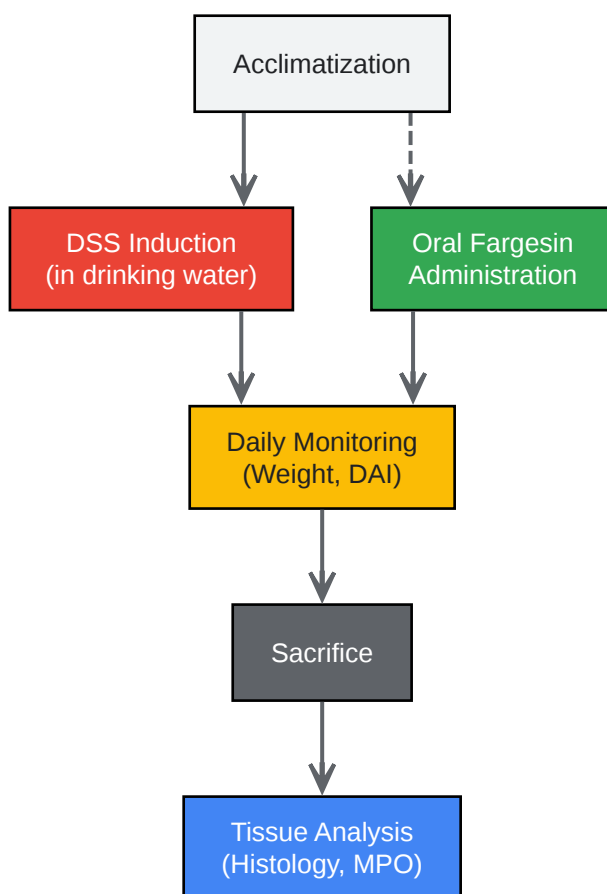 Acclimatization
DSS Induction
(in drinking water)
Oral Fargesin
Administration
Daily Monitoring
(Weight, DAI)
Sacrifice
Tissue Analysis
(Histology, MPO)